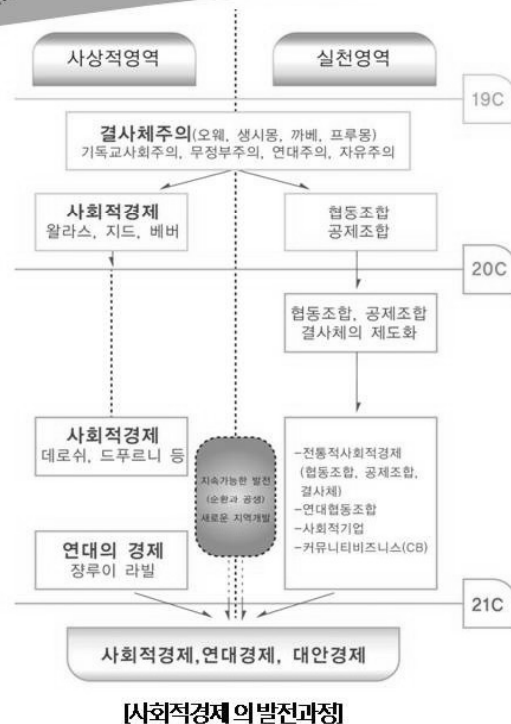 사상적영역
실천영역
19C
결사체주의(오웨, 생시몽, 까베, 프루몽)
기독교사회주의, 무정부주의, 연대주의, 자유주의
사회적경제
왈라스, 지드, 베버
협동조합
공제조합
20C
협동조합, 공제조합
결사체의 제도화
사회적경제
데로쉬, 드푸르니 등
지속가능한 발전
(순환과 공생)
새로운 지역개발
-전통적사회적경제
(협동조합, 공제조합,
결사체)
-연대협동조합
-사회적기업
-커뮤니티비즈니스(CB)
연대의 경제
쟝루이 라빌
21C
사회적경제,연대경제, 대안경제
[사회적경제 의 발전과정]